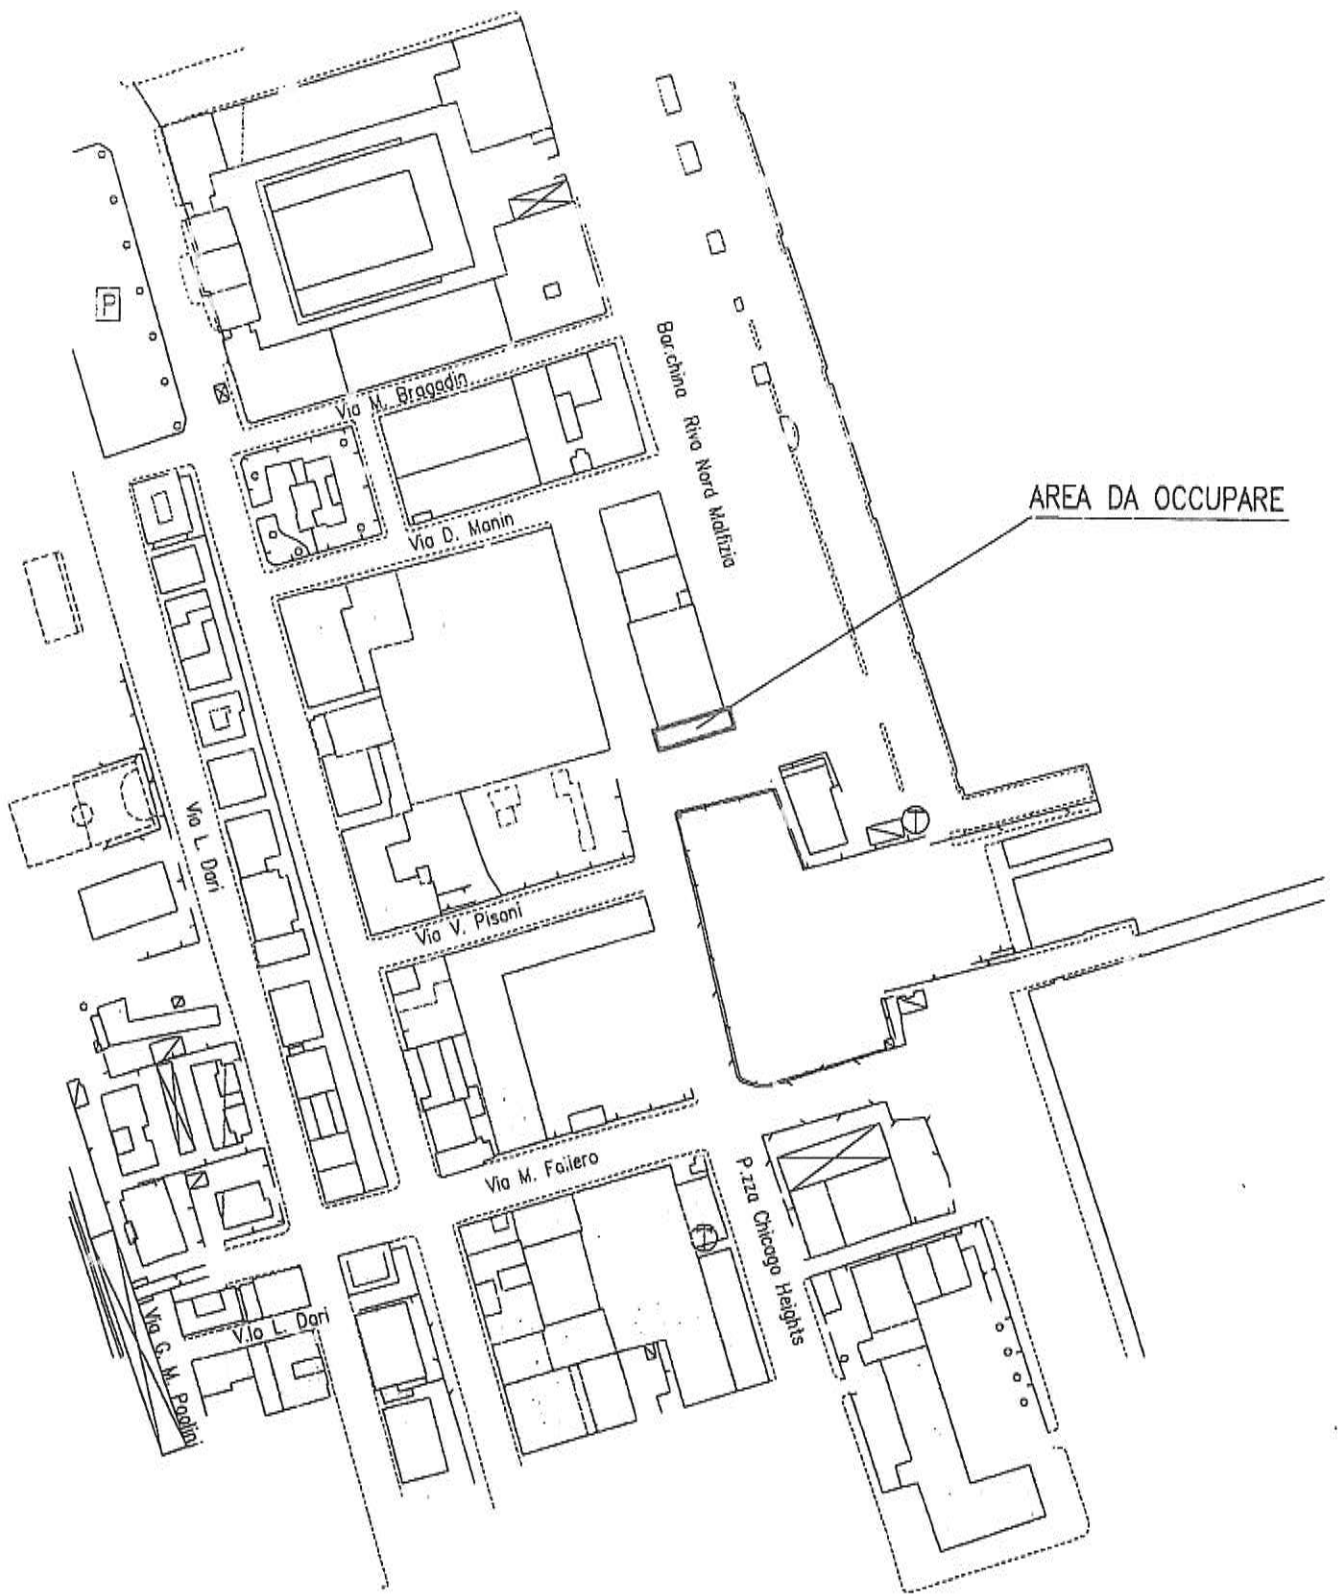 P
Via M. Bragadin
Banchina Riva Nord Malfizia
AREA DA OCCUPARE
Via D. Manin
Via L. Dari
Via V. Pisani
Via M. Faliero
P.zza Chicago Heights
V.la L. Dari
Via G. M. Paolini